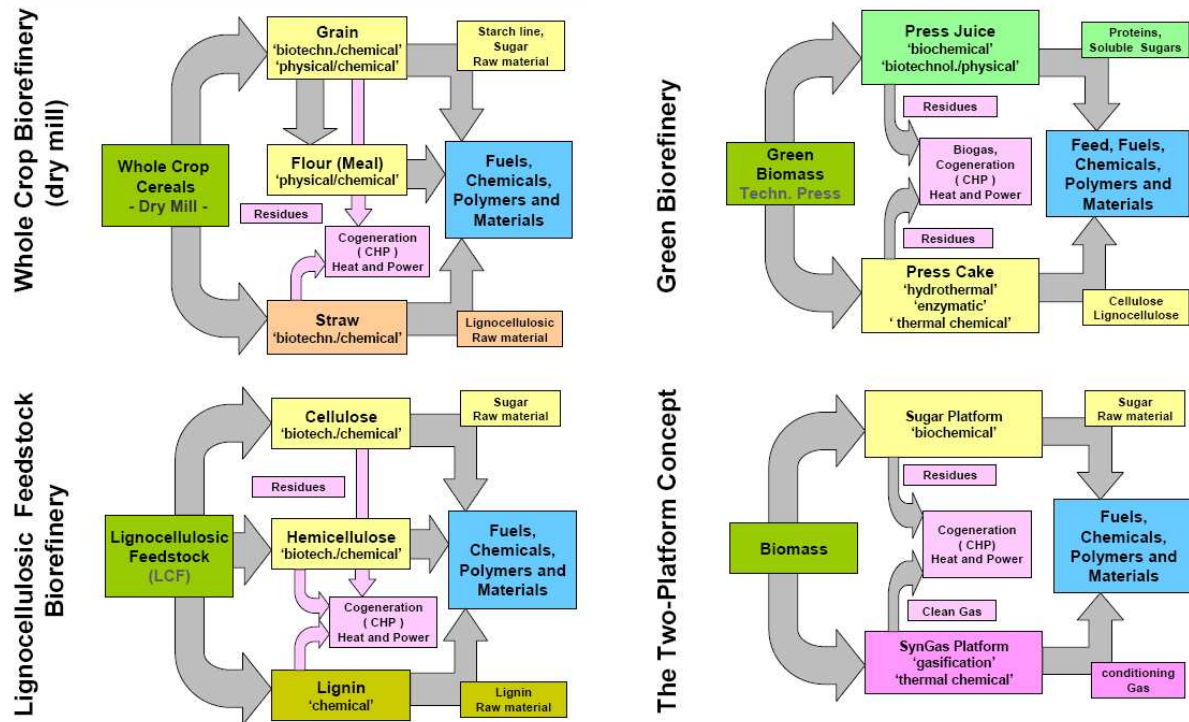 Whole Crop Biorefinery
(dry mill)
Grain
‘biotechn./chemical’
‘physical/chemical’
Starch line,
Sugar
Raw material
Whole Crop
Cereals
- Dry Mill -
Flour (Meal)
‘physical/chemical’
Fuels,
Chemicals,
Polymers and
Materials
Residues
Cogeneration
( CHP )
Heat and Power
Straw
‘biotechn./chemical’
Lignocellulosic
Raw material
Green Biorefinery
Press Juice
‘biochemical’
‘biotechnol./physical’
Proteins,
Soluble Sugars
Residues
Green
Biomass
Techn. Press
Biogas,
Cogeneration
( CHP )
Heat and Power
Feed, Fuels,
Chemicals,
Polymers and
Materials
Residues
Press Cake
‘hydrothermal’
‘enzymatic’
‘ thermal chemical’
Cellulose
Lignocellulose
Lignocellulosic Feedstock
Biorefinery
Cellulose
‘biotech./chemical’
Sugar
Raw material
Residues
Lignocellulosic
Feedstock
(LCF)
Hemicellulose
‘biotech./chemical’
Fuels,
Chemicals,
Polymers and
Materials
Cogeneration
( CHP )
Heat and Power
Lignin
‘chemical’
Lignin
Raw material
The Two-Platform Concept
Sugar Platform
‘biochemical’
Sugar
Raw material
Residues
Biomass
Cogeneration
( CHP)
Heat and Power
Fuels,
Chemicals,
Polymers and
Materials
Clean Gas
SynGas Platform
‘gasification’
‘thermal chemical’
conditioning
Gas